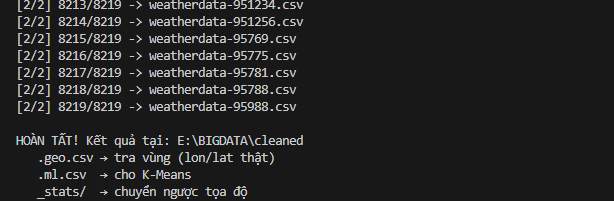 [2/2] 8213/8219 -> weatherdata-951234.csv
[2/2] 8214/8219 -> weatherdata-951256.csv
[2/2] 8215/8219 -> weatherdata-95769.csv
[2/2] 8216/8219 -> weatherdata-95775.csv
[2/2] 8217/8219 -> weatherdata-95781.csv
[2/2] 8218/8219 -> weatherdata-95788.csv
[2/2] 8219/8219 -> weatherdata-95988.csv
HOÀN TẤT! Kết quả tại: E:\BIGDATA\cleaned
.geo.csv → tra vùng (lon/lat thật)
.ml.csv → cho K-Means
_stats/ → chuyển ngược tọa độ